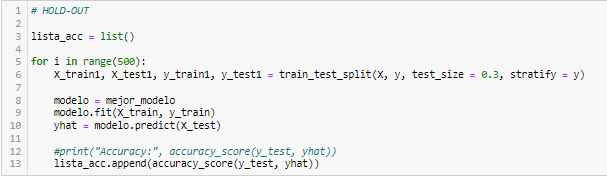 1 # HOLD-OUT
2
3 lista_acc = list()
4
5 for i in range(500):
6     X_train1, X_test1, y_train1, y_test1 = train_test_split(X, y, test_size = 0.3, stratify = y)
7
8     modelo = mejor_modelo
9     modelo.fit(X_train, y_train)
10     yhat = modelo.predict(X_test)
11
12     #print("Accuracy:", accuracy_score(y_test, yhat))
13     lista_acc.append(accuracy_score(y_test, yhat))